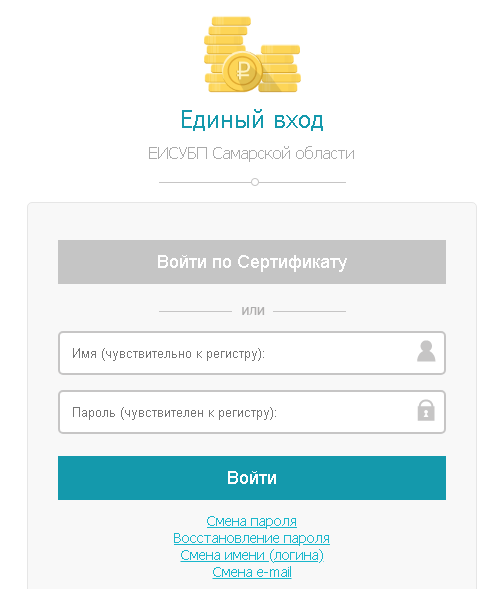 Единый вход
ЕИСУБП Самарской области
Войти по Сертификату
или
Имя (чувствительно к регистру):
Пароль (чувствителен к регистру):
Войти
Смена пароля
Восстановление пароля
Смена имени (логина)
Смена e-mail